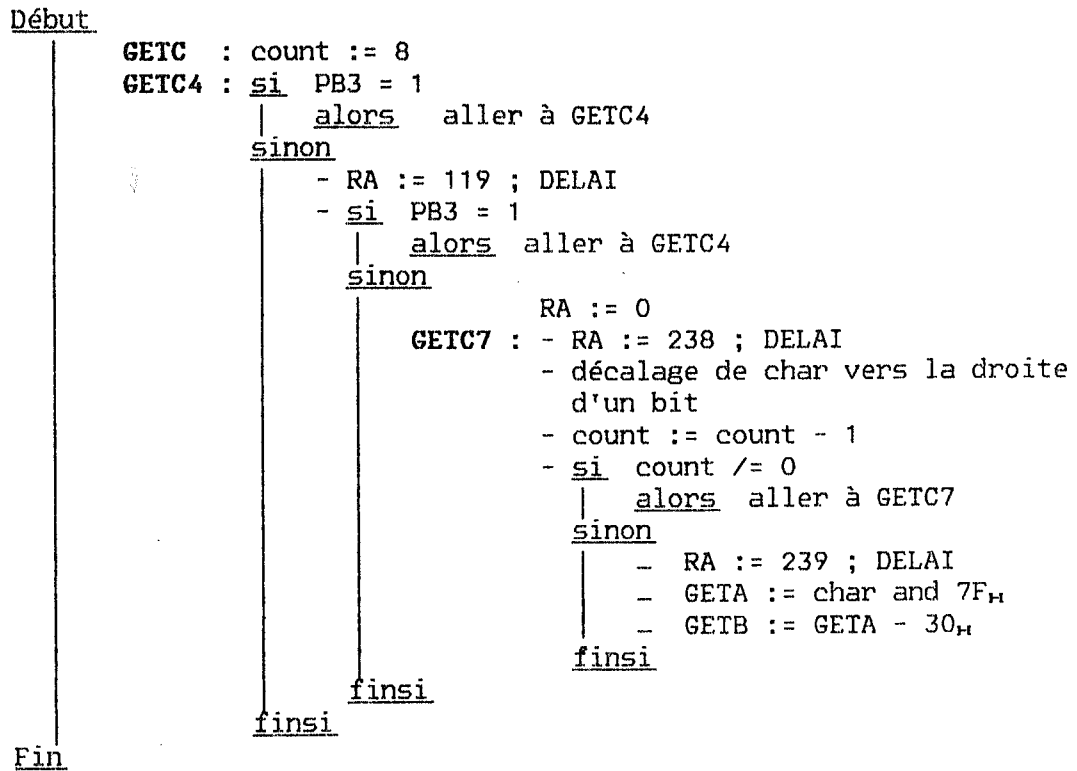 Début
GETC : count := 8
GETC4 : si PB3 = 1
alors aller à GETC4
sinon
- RA := 119 ; DELAI
- si PB3 = 1
alors aller à GETC4
sinon
RA := 0
GETC7 : - RA := 238 ; DELAI
- décalage de char vers la droite
d'un bit
- count := count - 1
- si count /= 0
alors aller à GETC7
sinon
- RA := 239 ; DELAI
- GETA := char and 7FH
- GETB := GETA - 30H
finsi
finsi
finsi
Fin